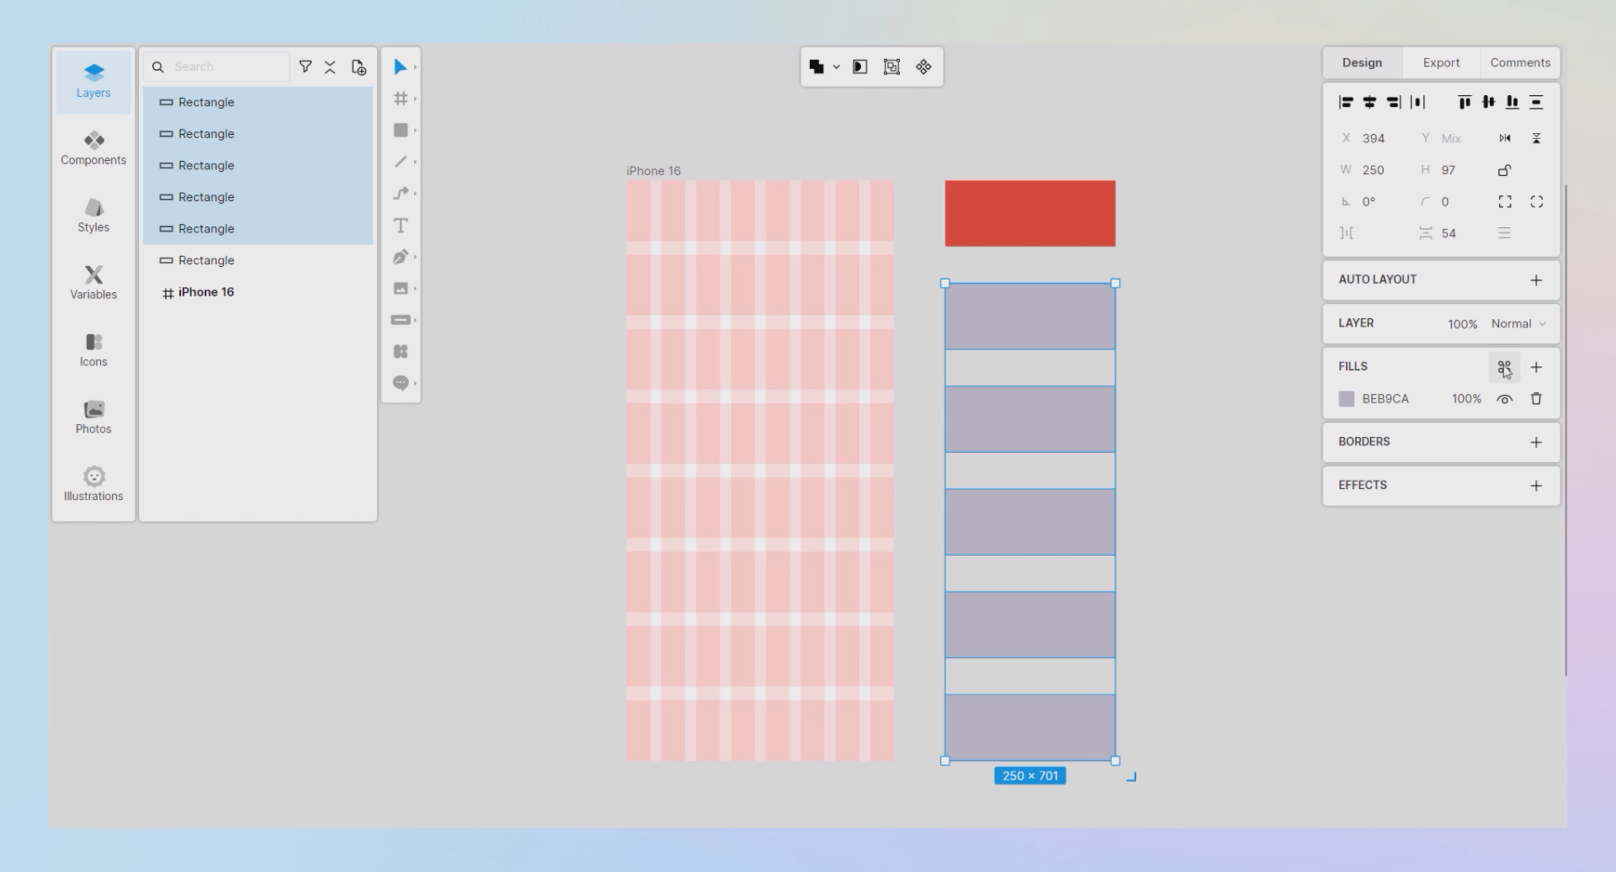 Layers
Components
Styles
Variables
Icons
Photos
Illustrations
Search
Rectangle
Rectangle
Rectangle
Rectangle
Rectangle
Rectangle
iPhone 16
iPhone 16
250 × 701
Design Export Comments
X 394 Y Mix
W 250 H 97
0° 0
54
AUTO LAYOUT
LAYER 100% Normal
FILLS
BEB9CA 100%
BORDERS
EFFECTS